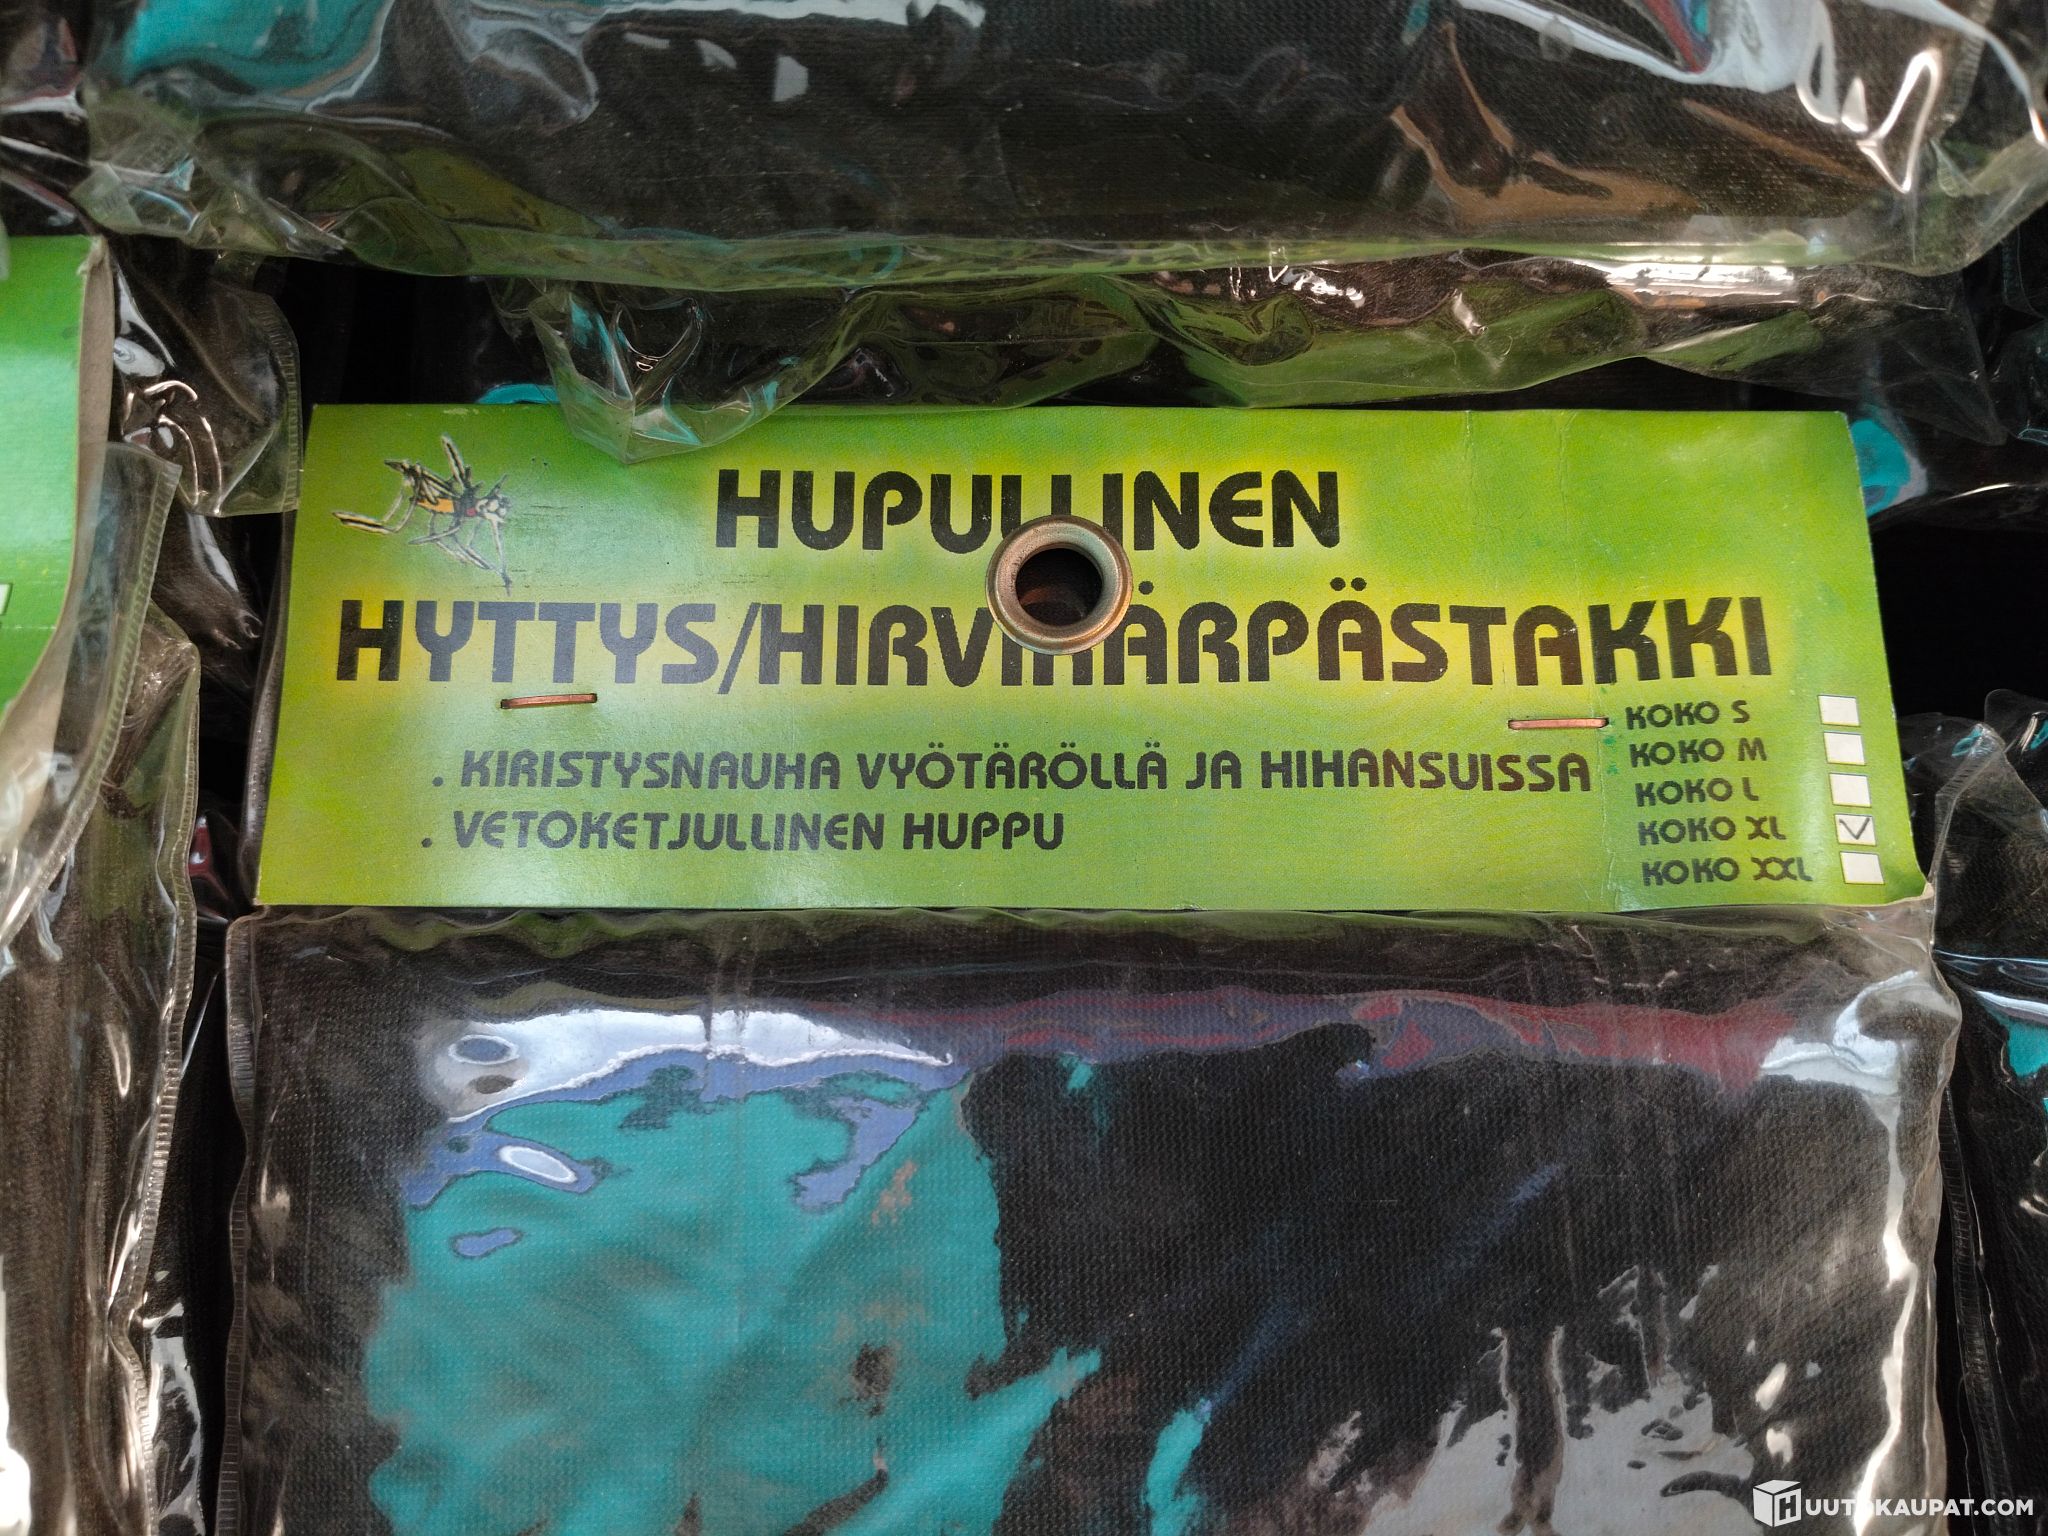 HUPULLINEN
HYTTYS/HIRVIKÄRPÄSTAKKI
. KIRISTYSNAUHA VYÖTÄRÖLLÄ JA HIHANSUISSA
. VETOKETJULLINEN HUPPU
KOKO S
KOKO M
KOKO L
KOKO XL
KOKO XXL
HUUTOKAUPAT.COM